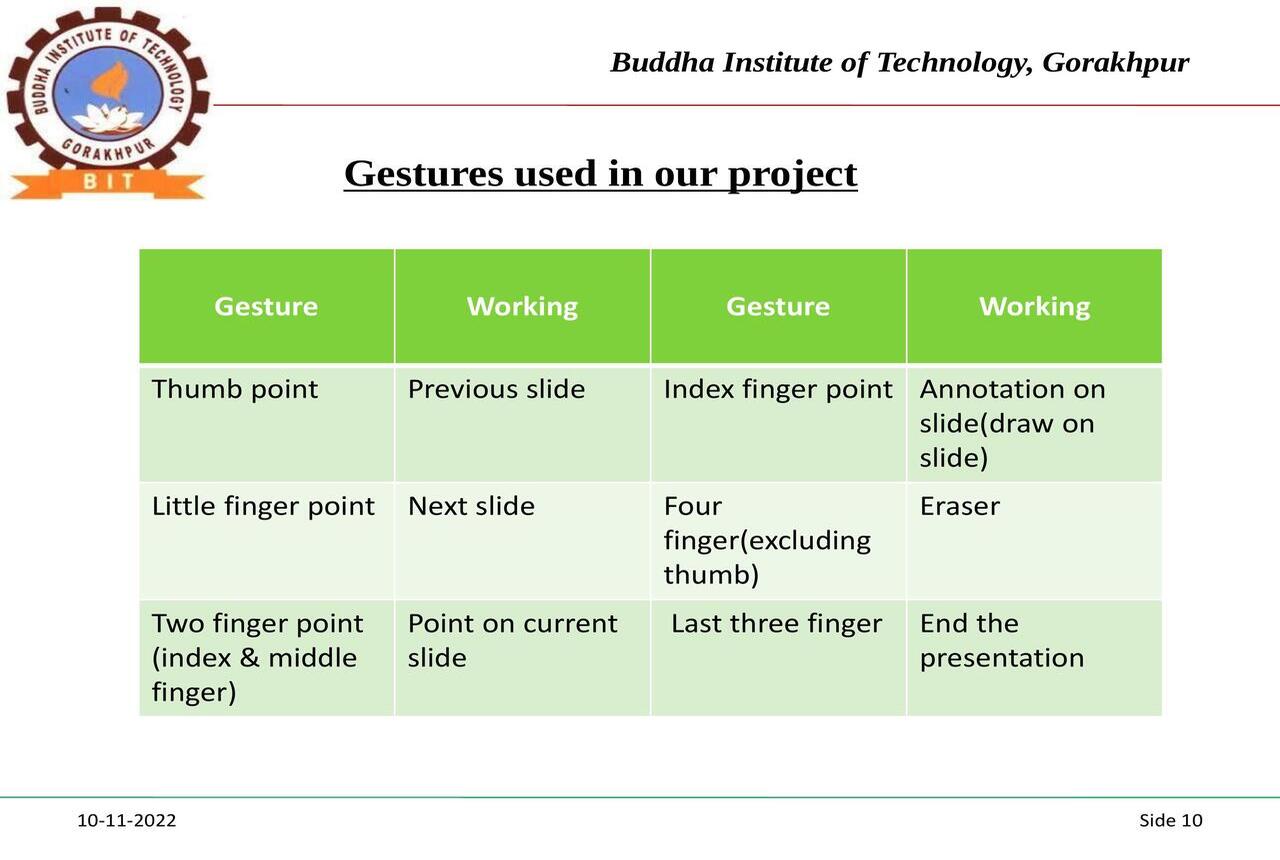 BUDDHA INSTITUTE OF TECHNOLOGY
GORAKHPUR
BIT
Buddha Institute of Technology, Gorakhpur
Gestures used in our project
Gesture Working Gesture Working
Thumb point
Previous slide
Index finger point
Annotation on
slide(draw on
slide)
Little finger point
Next slide
Four
finger(excluding
thumb)
Eraser
Two finger point
(index & middle
finger)
Point on current
slide
Last three finger
End the
presentation
10-11-2022
Side 10